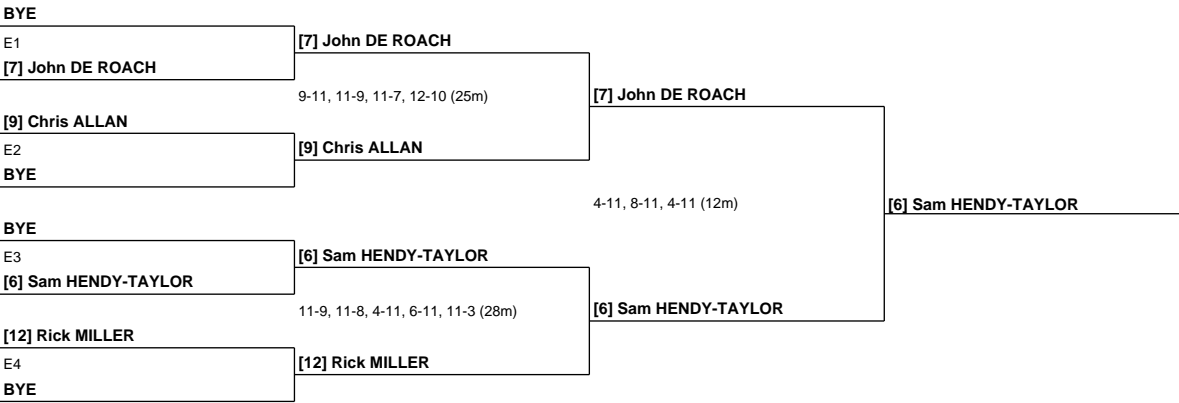 BYE
E1
[7] John DE ROACH
[7] John DE ROACH
9-11, 11-9, 11-7, 12-10 (25m)
[7] John DE ROACH
[9] Chris ALLAN
E2
[9] Chris ALLAN
BYE
4-11, 8-11, 4-11 (12m)
[6] Sam HENDY-TAYLOR
BYE
E3
[6] Sam HENDY-TAYLOR
[6] Sam HENDY-TAYLOR
11-9, 11-8, 4-11, 6-11, 11-3 (28m)
[6] Sam HENDY-TAYLOR
[12] Rick MILLER
E4
[12] Rick MILLER
BYE